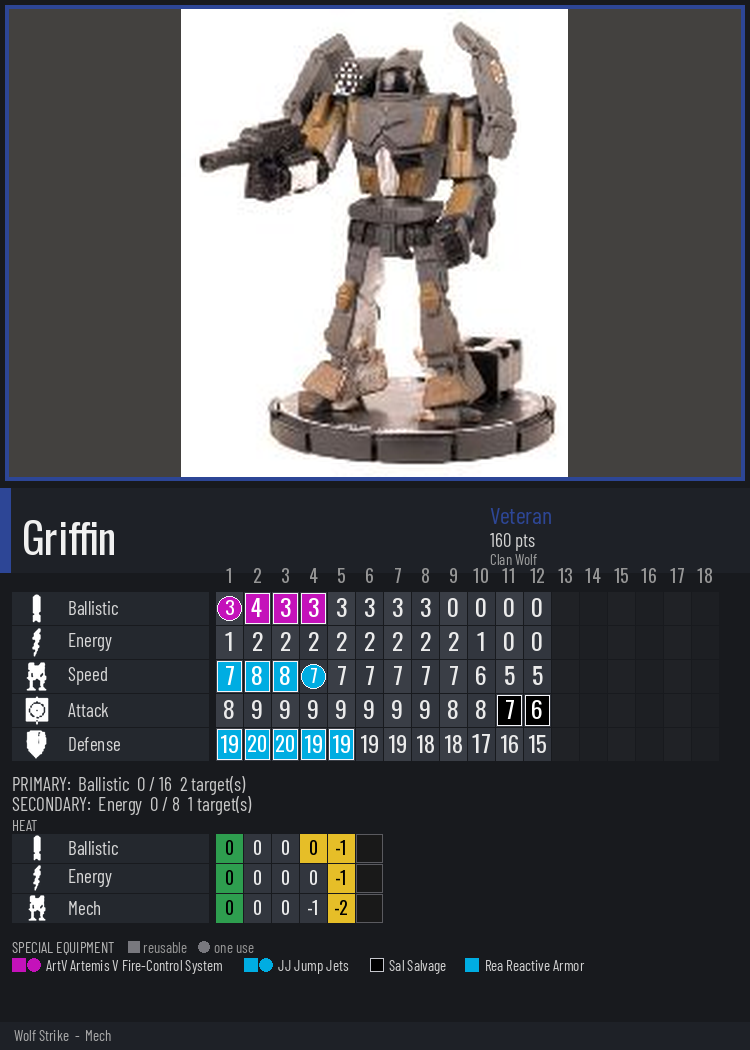 Griffin
Veteran
160 pts
Clan Wolf
1 2 3 4 5 6 7 8 9 10 11 12 13 14 15 16 17 18
Ballistic 3 4 3 3 3 3 3 3 0 0 0 0
Energy 1 2 2 2 2 2 2 2 2 1 0 0
Speed 7 8 8 7 7 7 7 7 7 6 5 5
Attack 8 9 9 9 9 9 9 9 8 8 7 6
Defense 19 20 20 19 19 19 19 18 18 17 16 15
PRIMARY: Ballistic 0 / 16 2 target(s)
SECONDARY: Energy 0 / 8 1 target(s)
HEAT
Ballistic 0 0 0 0 -1
Energy 0 0 0 0 -1
Mech 0 0 0 -1 -2
SPECIAL EQUIPMENT reusable one use
ArtV Artemis V Fire-Control System JJ Jump Jets Sal Salvage Rea Reactive Armor
Wolf Strike - Mech